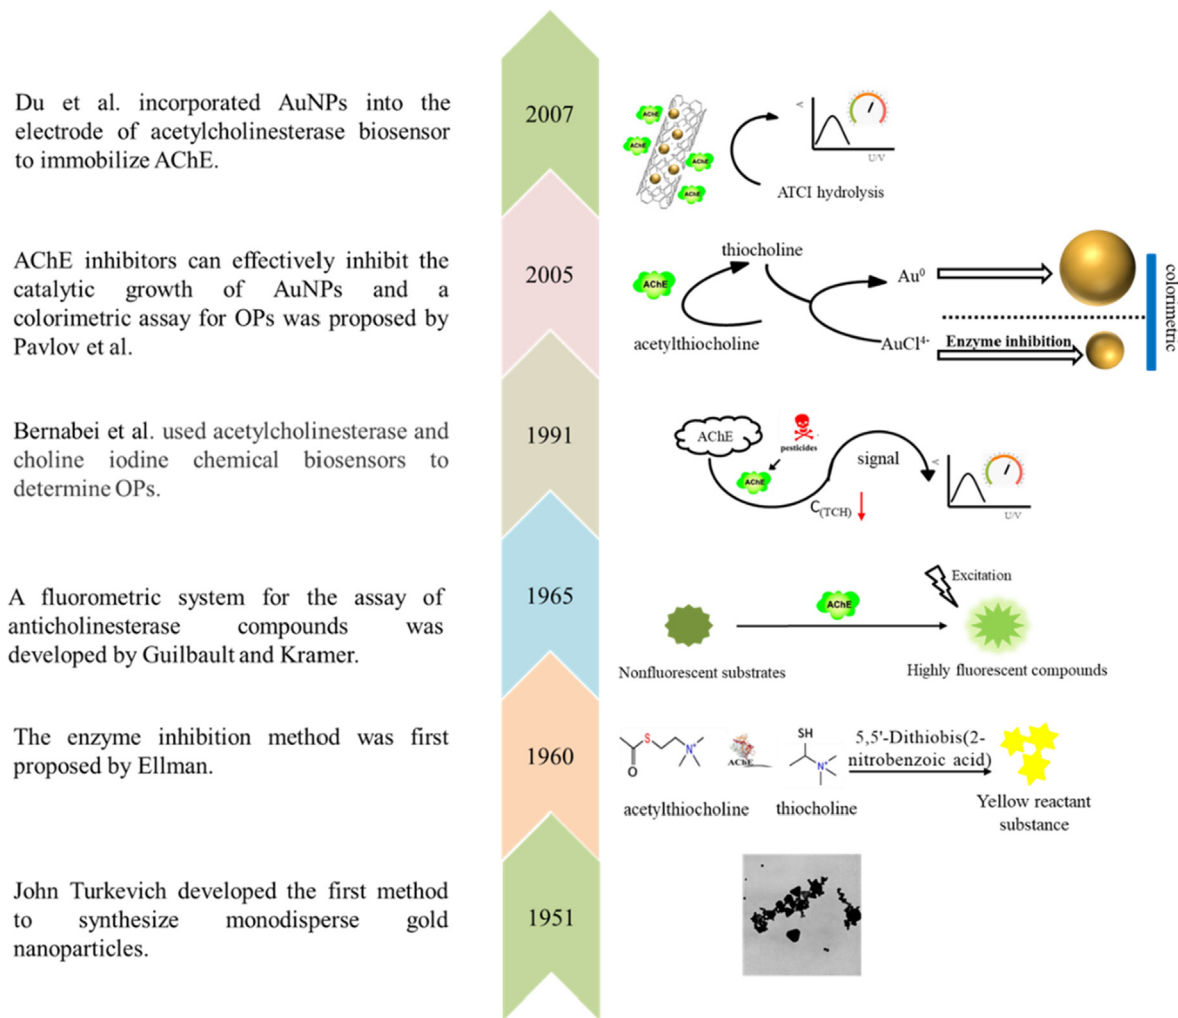 Du et al. incorporated AuNPs into the
electrode of acetylcholinesterase biosensor
to immobilize AChE.
2007
AChE
AChE
AChE
AChE
ATCI hydrolysis
A
U/V
AChE inhibitors can effectively inhibit the
catalytic growth of AuNPs and a
colorimetric assay for OPs was proposed by
Pavlov et al.
2005
AChE
thiocholine
acetylthiocholine
Au⁰
AuCl⁴⁻
Enzyme inhibition
colorimetric
Bernabei et al. used acetylcholinesterase and
choline iodine chemical biosensors to
determine OPs.
1991
AChE
pesticides
AChE
signal
C(TCH)
A
U/V
A fluorometric system for the assay of
anticholinesterase compounds was
developed by Guilbault and Kramer.
1965
Nonfluorescent substrates
AChE
Excitation
Highly fluorescent compounds
The enzyme inhibition method was first
proposed by Ellman.
1960
S
N⁺
O
acetylthiocholine
AChE
SH
N⁺
thiocholine
5,5'-Dithiobis(2-
nitrobenzoic acid)
Yellow reactant
substance
John Turkevich developed the first method
to synthesize monodisperse gold
nanoparticles.
1951